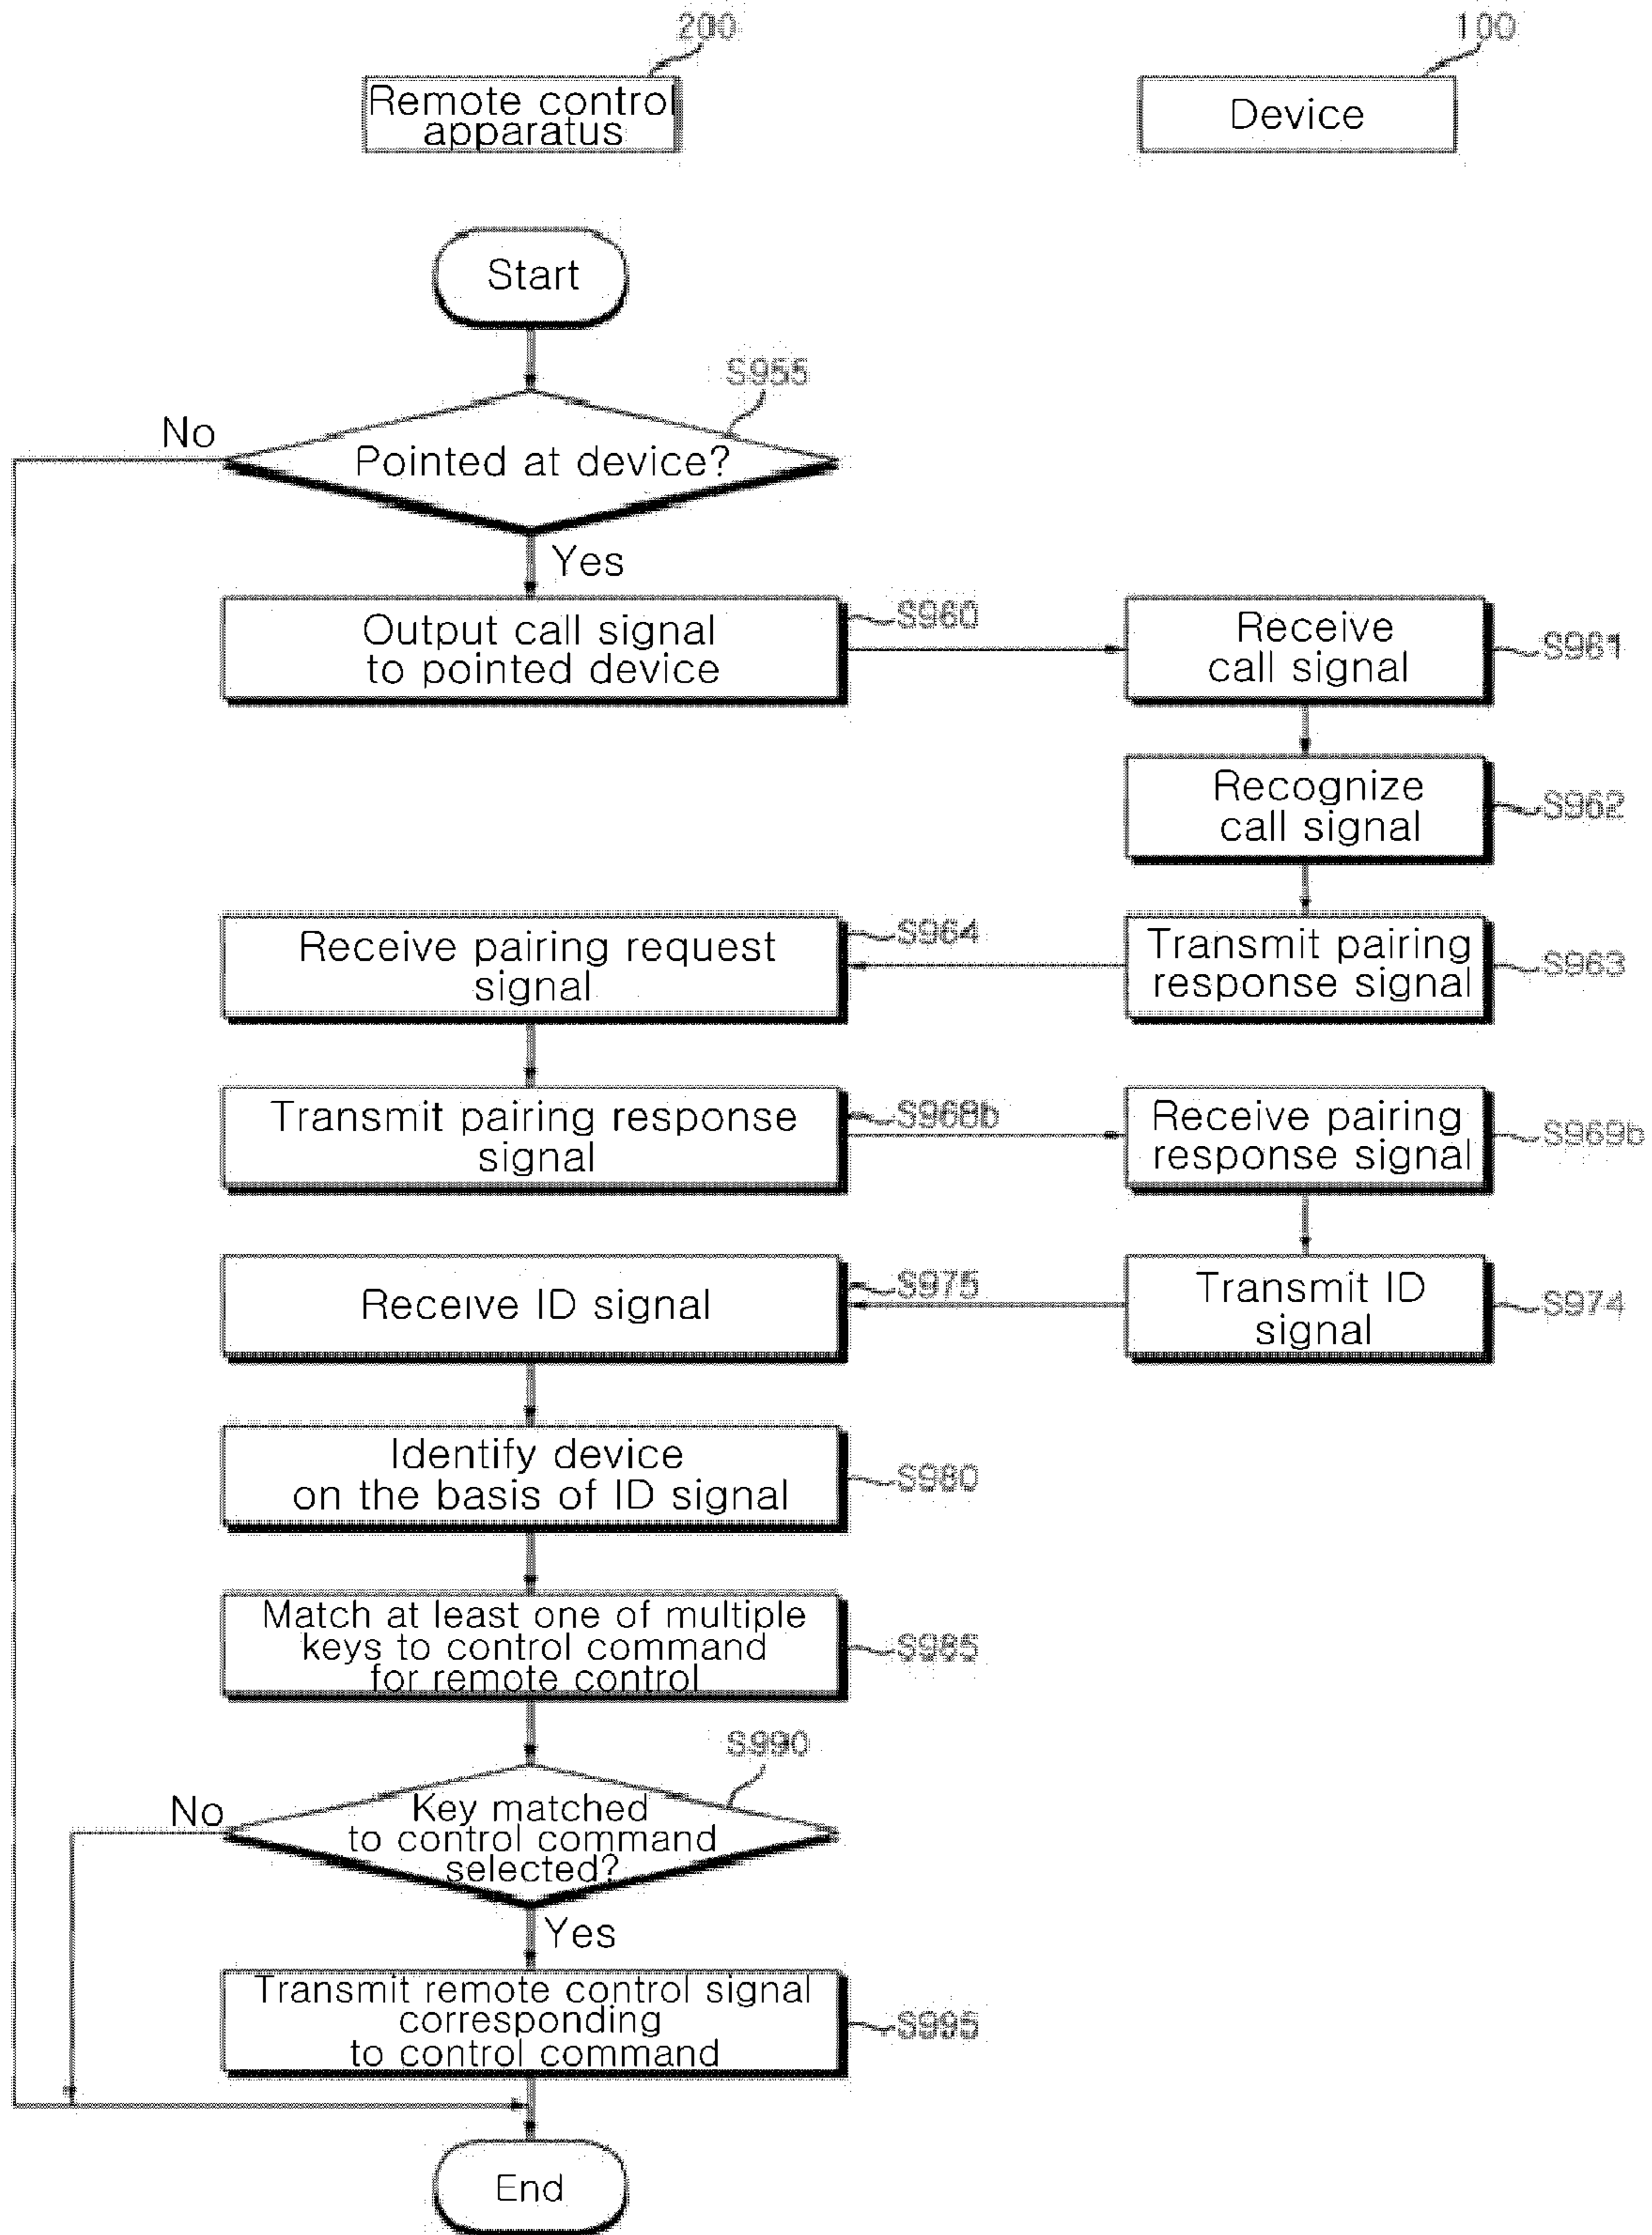 200
100
Remote control
apparatus
Device
Start
S955
No
Pointed at device?
Yes
Output call signal
to pointed device
S960
Receive
call signal
S961
Recognize
call signal
S962
Receive pairing request
signal
S964
Transmit pairing
response signal
S963
Transmit pairing response
signal
S968b
Receive pairing
response signal
S969b
Receive ID signal
S975
Transmit ID
signal
S974
Identify device
on the basis of ID signal
S980
Match at least one of multiple
keys to control command
for remote control
S985
S990
No
Key matched
to control command
selected?
Yes
Transmit remote control signal
corresponding
to control command
S995
End